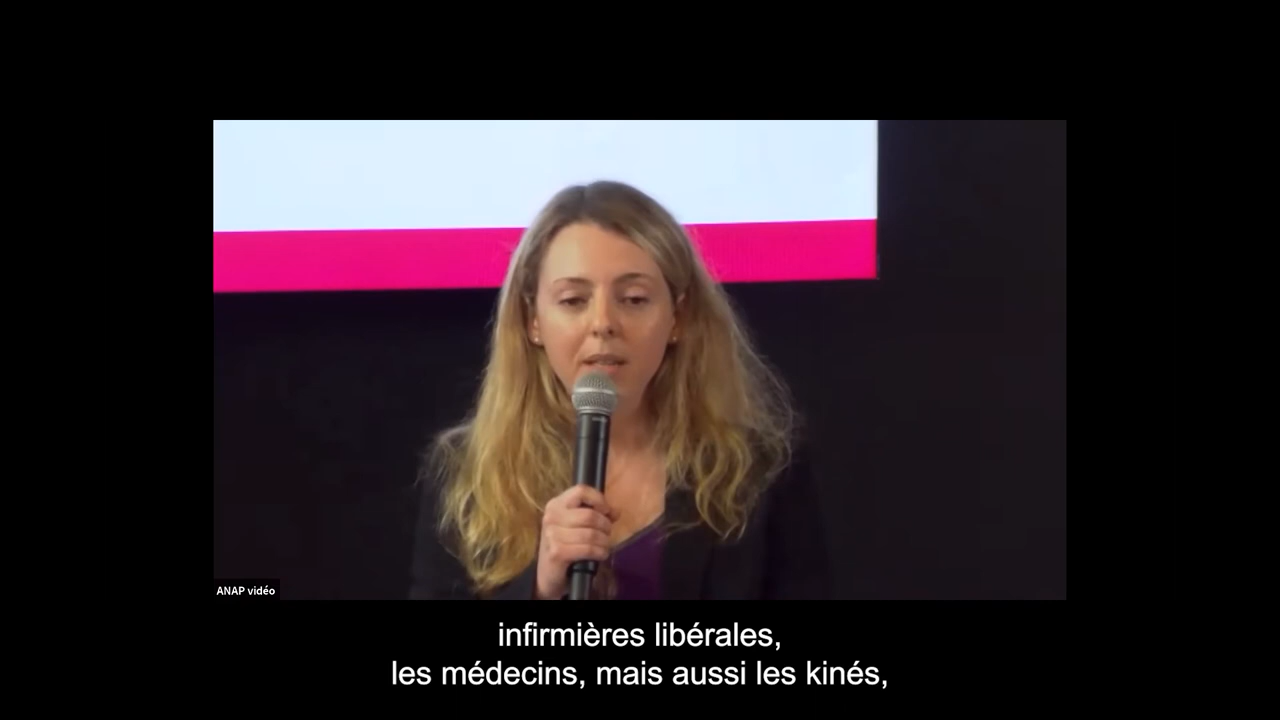 ANAP vidéo
infirmières libérales,
les médecins, mais aussi les kinés,